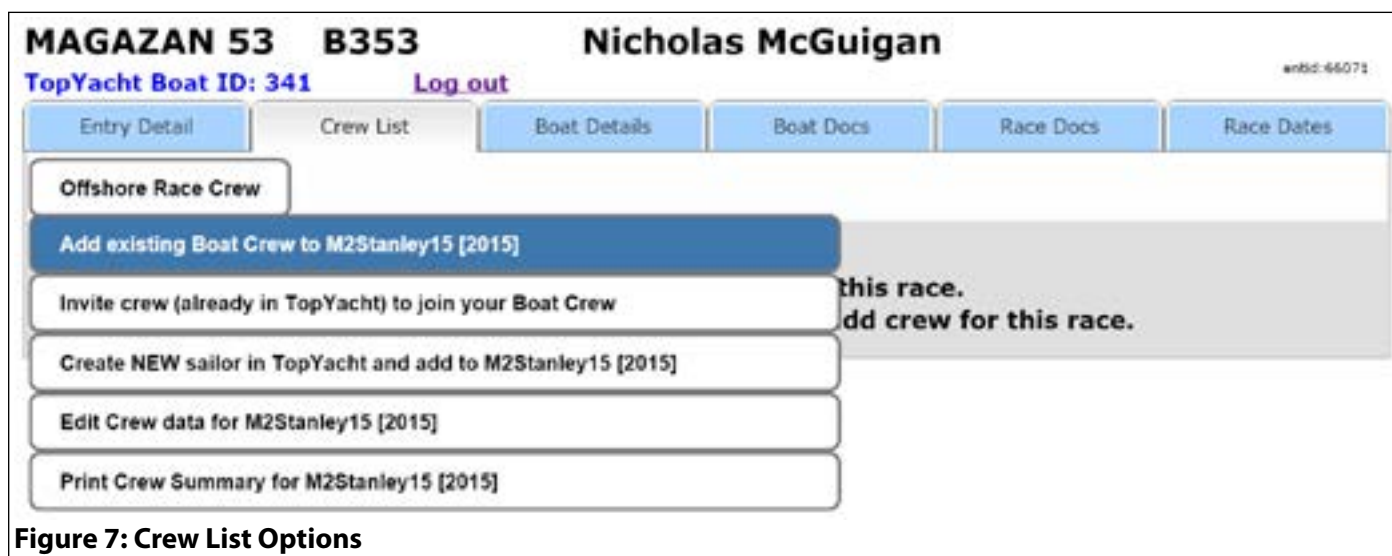 MAGAZAN 53 B353 Nicholas McGuigan
TopYacht Boat ID: 341 Log out entid:66071
Entry Detail Crew List Boat Details Boat Docs Race Docs Race Dates
Offshore Race Crew
Add existing Boat Crew to M2Stanley15 [2015]
Invite crew (already in TopYacht) to join your Boat Crew
this race.
dd crew for this race.
Create NEW sailor in TopYacht and add to M2Stanley15 [2015]
Edit Crew data for M2Stanley15 [2015]
Print Crew Summary for M2Stanley15 [2015]
Figure 7: Crew List Options